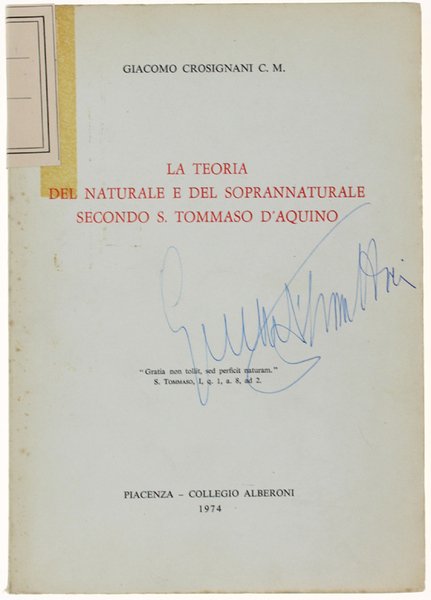 GIACOMO CROSIGNANI C. M.
LA TEORIA
DEL NATURALE E DEL SOPRANNATURALE
SECONDO S. TOMMASO D'AQUINO
"Gratia non tollit, sed perficit naturam."
S. TOMMASO, I, q. 1, a. 8, ad 2.
PIACENZA – COLLEGIO ALBERONI
1974